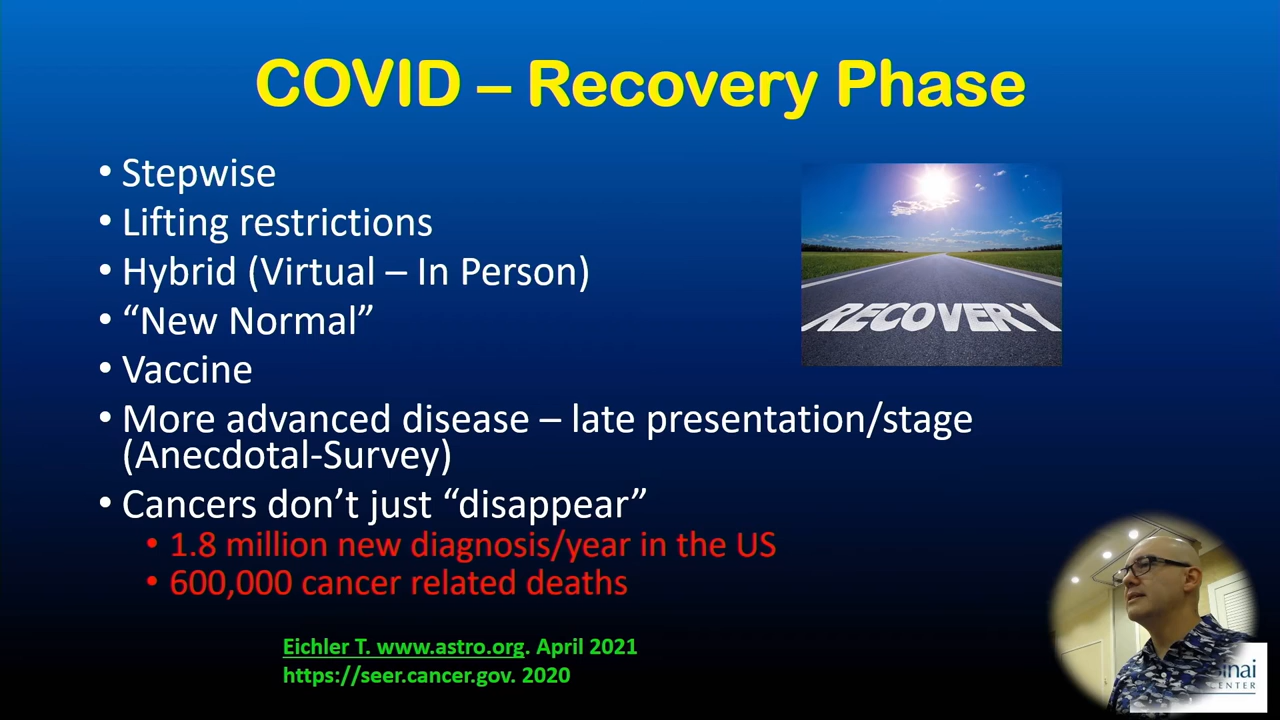 COVID – Recovery Phase
• Stepwise
• Lifting restrictions
• Hybrid (Virtual – In Person)
• “New Normal”
• Vaccine
• More advanced disease – late presentation/stage
(Anecdotal-Survey)
• Cancers don’t just “disappear”
• 1.8 million new diagnosis/year in the US
• 600,000 cancer related deaths
RECOVERY
Eichler T. www.astro.org. April 2021
https://seer.cancer.gov. 2020
inai
CENTER